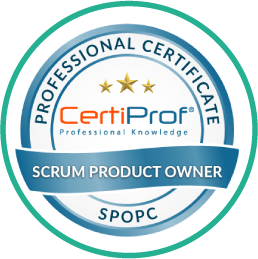 PROFESSIONAL CERTIFICATE
CertiProf®
Professional Knowledge
SCRUM PRODUCT OWNER
SPOPC